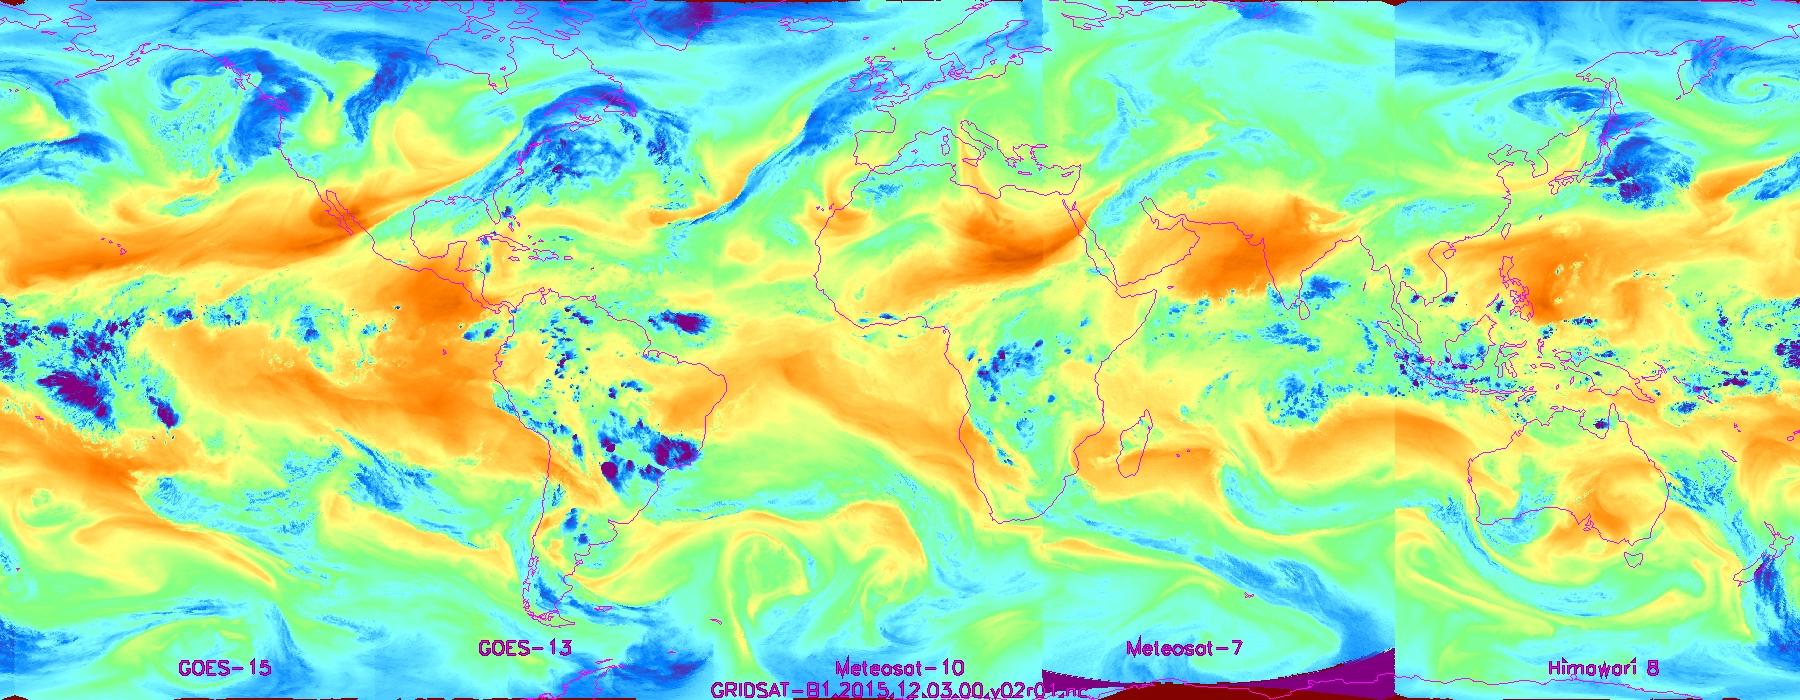 GOES-13
Meteosat-7
GOES-15
Meteosat-10
Himawari 8
GRIDSAT-B1.2015.12.03.00.v02r01.nc